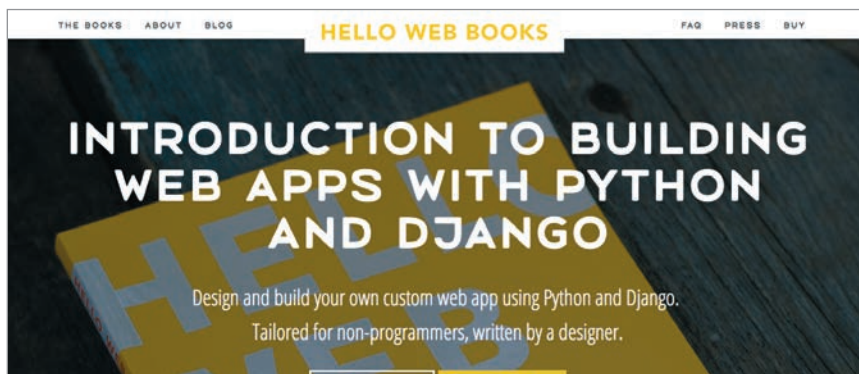 THE BOOKS ABOUT BLOG HELLO WEB BOOKS FAQ PRESS BUY
INTRODUCTION TO BUILDING
WEB APPS WITH PYTHON
AND DJANGO
Design and build your own custom web app using Python and Django.
Tailored for non-programmers, written by a designer.
HELLO
WEB